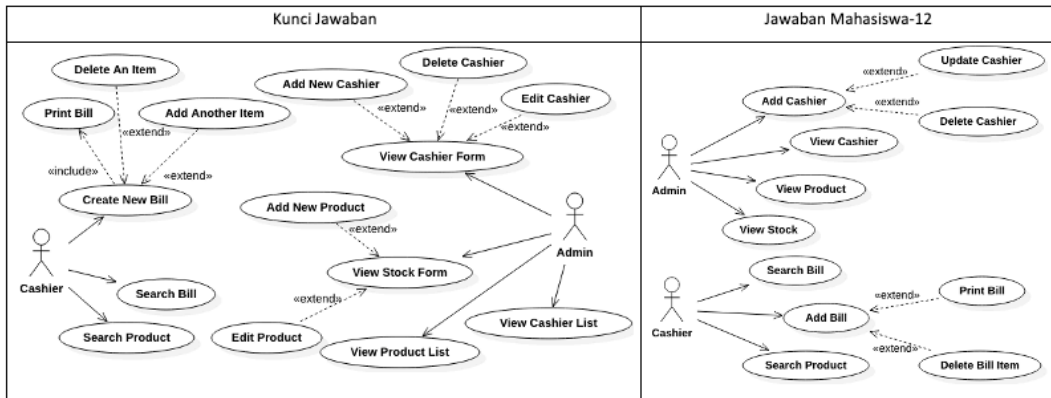 Kunci Jawaban
Delete An Item
Print Bill
Add Another Item
«extend»
«include»
«extend»
Create New Bill
Cashier
Search Bill
Search Product
Delete Cashier
Add New Cashier
Edit Cashier
«extend»
«extend»
«extend»
View Cashier Form
Add New Product
«extend»
Admin
View Stock Form
«extend»
Edit Product
View Product List
View Cashier List
Jawaban Mahasiswa-12
Update Cashier
«extend»
Add Cashier
«extend»
Delete Cashier
View Cashier
Admin
View Product
View Stock
Search Bill
Print Bill
«extend»
Add Bill
Cashier
«extend»
Search Product
Delete Bill Item